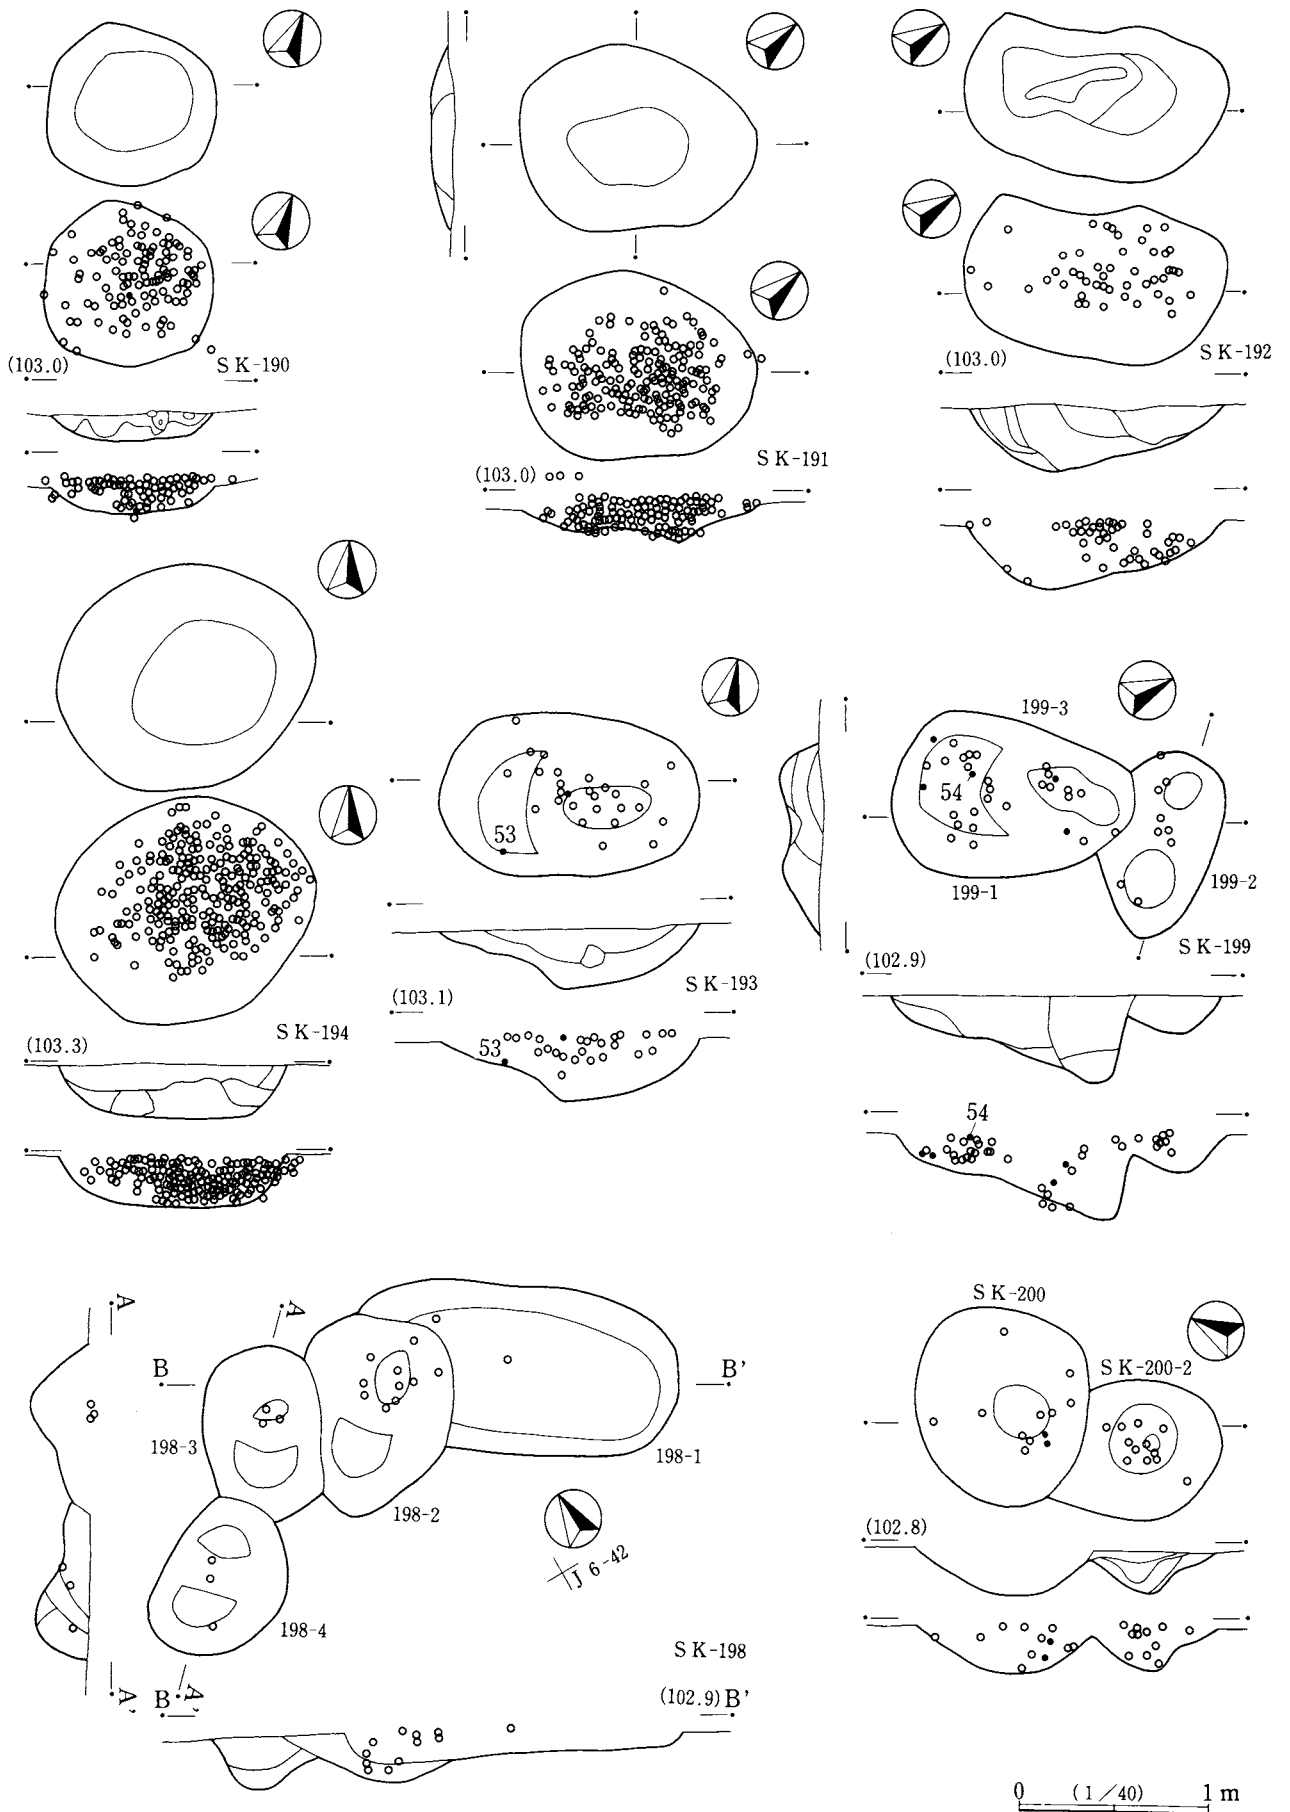 (103.0)
SK-190
(103.0)
SK-191
(103.0)
SK-192
53
(103.1)
SK-193
53
SK-194
(103.3)
199-3
54
199-1
199-2
SK-199
(102.9)
54
A
A
B
B'
198-3
198-1
198-2
J6-42
198-4
SK-198
A'
B
A'
(102.9)
B'
SK-200
SK-200-2
(102.8)
0
(1/40)
1m